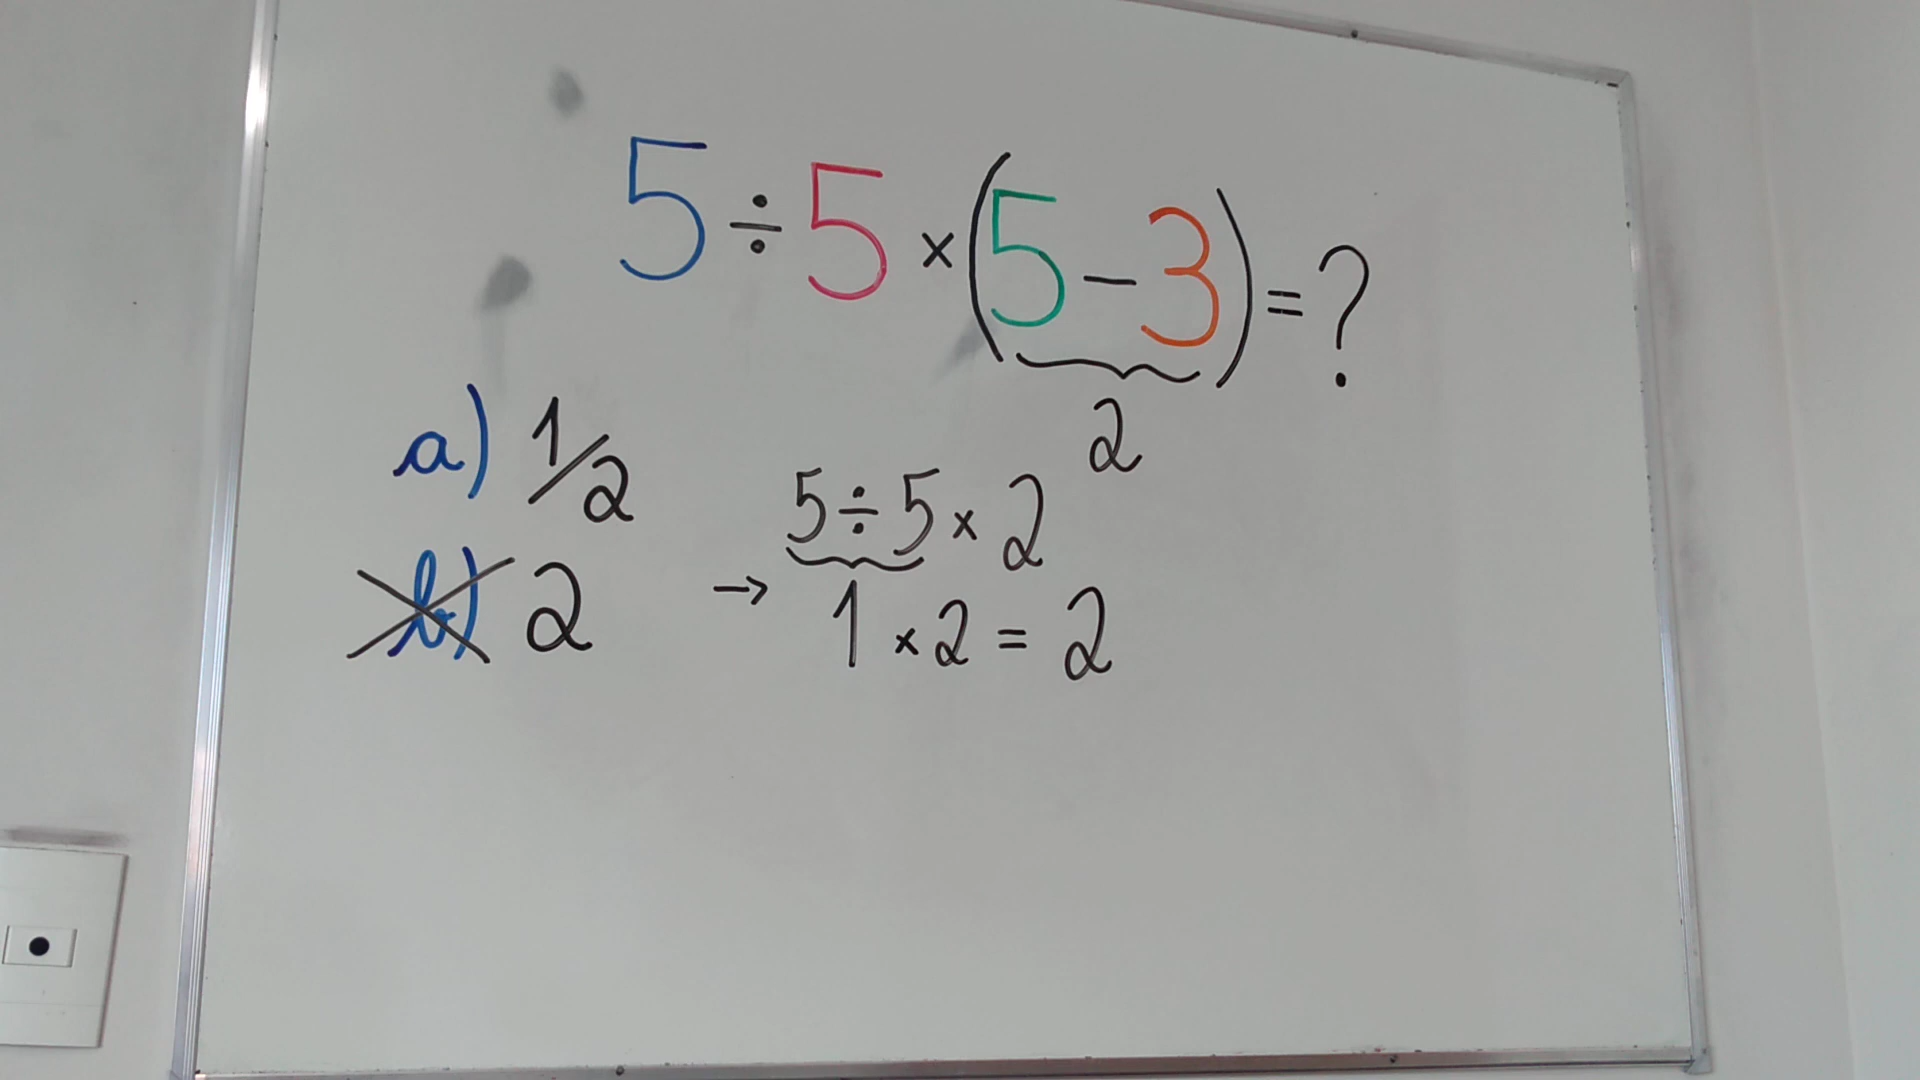 5 ÷ 5 × (5 - 3) = ?
2
a) 1/2
5 ÷ 5 × 2
b) 2
→ 1 × 2 = 2